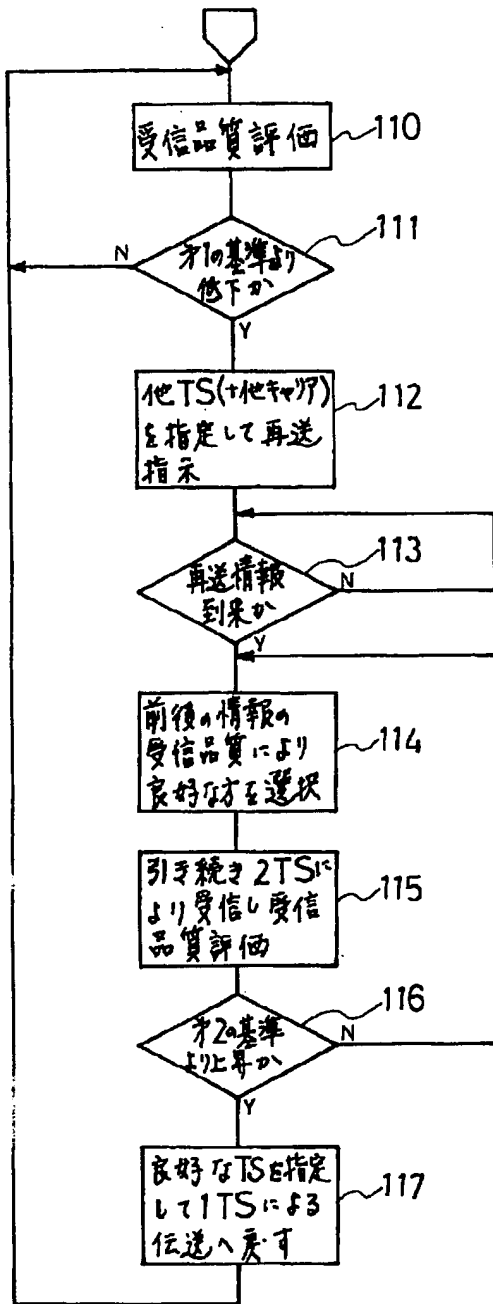 受信品質評価
110
111
N
才1の基準より
低下か
Y
他TS(+他キャリア)
を指定して再送
指示
112
113
再送情報
到来か
N
Y
前後の情報の
受信品質により
良好な方を選択
114
引き続き2TSに
より受信し受信
品質評価
115
116
才2の基準
より上昇か
N
Y
良好なTSを指定
して1TSによる
伝送へ戻す
117